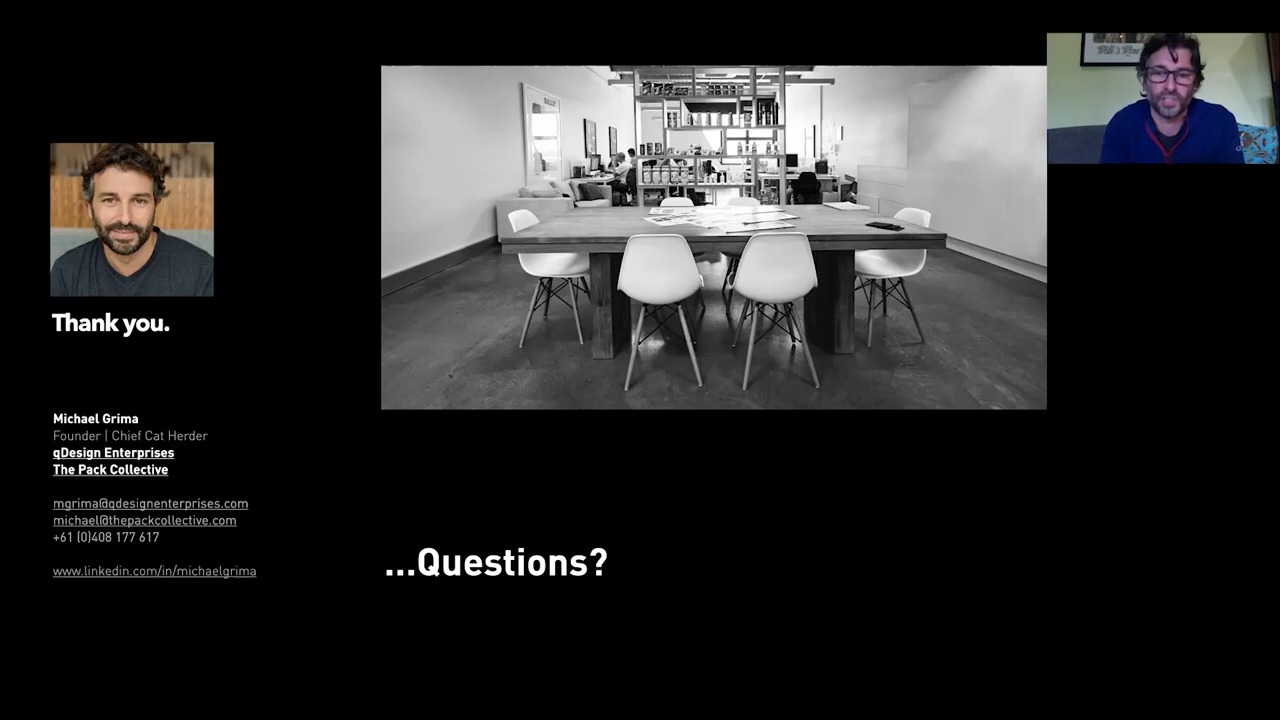 Thank you.
Michael Grima
Founder | Chief Cat Herder
qDesign Enterprises
The Pack Collective
mgrima@qdesignenterprises.com
michael@thepackcollective.com
+61 (0)408 177 617
www.linkedin.com/in/michaelgrima
...Questions?